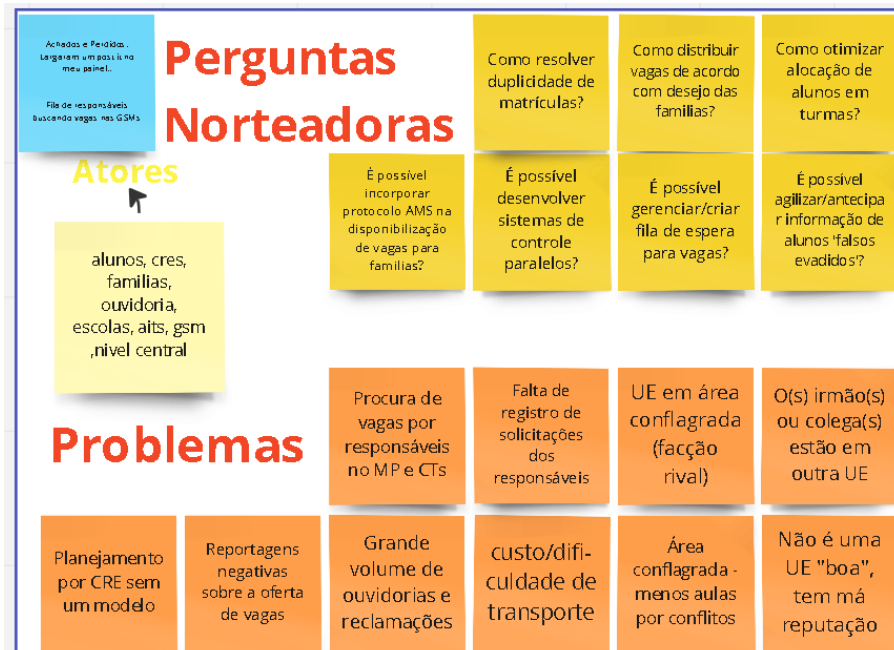 Achados e Perdidos.
Largaram um post is no
meu painel..
Fila de responsáveis
buscando vagas nas GSMs
Perguntas
Norteadoras
Como resolver
duplicidade de
matrículas?
Como distribuir
vagas de acordo
com desejo das
familias?
Como otimizar
alocação de
alunos em
turmas?
Atores
É possível
incorporar
protocolo AMS na
disponibilização
de vagas para
familias?
É possível
desenvolver
sistemas de
controle
paralelos?
É possível
gerenciar/criar
fila de espera
para vagas?
É possível
agilizar/antecipa
r informação de
alunos 'falsos
evadidos'?
alunos, cres,
familias,
ouvidoria,
escolas, aits, gsm
,nivel central
Problemas
Procura de
vagas por
responsáveis
no MP e CTs
Falta de
registro de
solicitações
dos
responsáveis
UE em área
conflagrada
(facção
rival)
O(s) irmão(s)
ou colega(s)
estão em
outra UE
Planejamento
por CRE sem
um modelo
Reportagens
negativas
sobre a oferta
de vagas
Grande
volume de
ouvidorias e
reclamações
custo/difi-
culdade de
transporte
Área
conflagrada -
menos aulas
por conflitos
Não é uma
UE "boa",
tem má
reputação